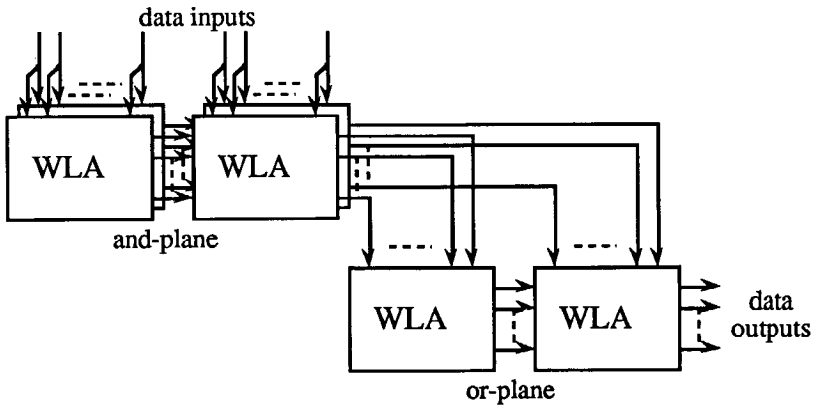 data inputs
WLA
WLA
and-plane
WLA
WLA
data
outputs
or-plane